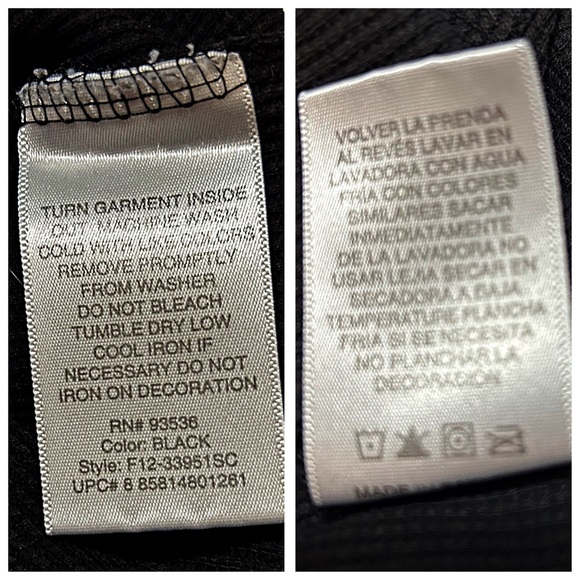 TURN GARMENT INSIDE
OUT MACHINE WASH
COLD WITH LIKE COLORS
REMOVE PROMPTLY
FROM WASHER
DO NOT BLEACH
TUMBLE DRY LOW
COOL IRON IF
NECESSARY DO NOT
IRON ON DECORATION
RN# 93536
Color: BLACK
Style: F12-33951SC
UPC# 8 85814801261
VOLVER LA PRENDA
AL REVÉS LAVAR EN
LAVADORA CON AGUA
FRÍA CON COLORES
SIMILARES SACAR
INMEDIATAMENTE
DE LA LAVADORA NO
USAR LEJIA SECAR EN
SECADORA A BAJA
TEMPERATURE PLANCHA
FRIA SI SE NECESITA
NO PLANCHAR LA
DECORACIÓN
MADE